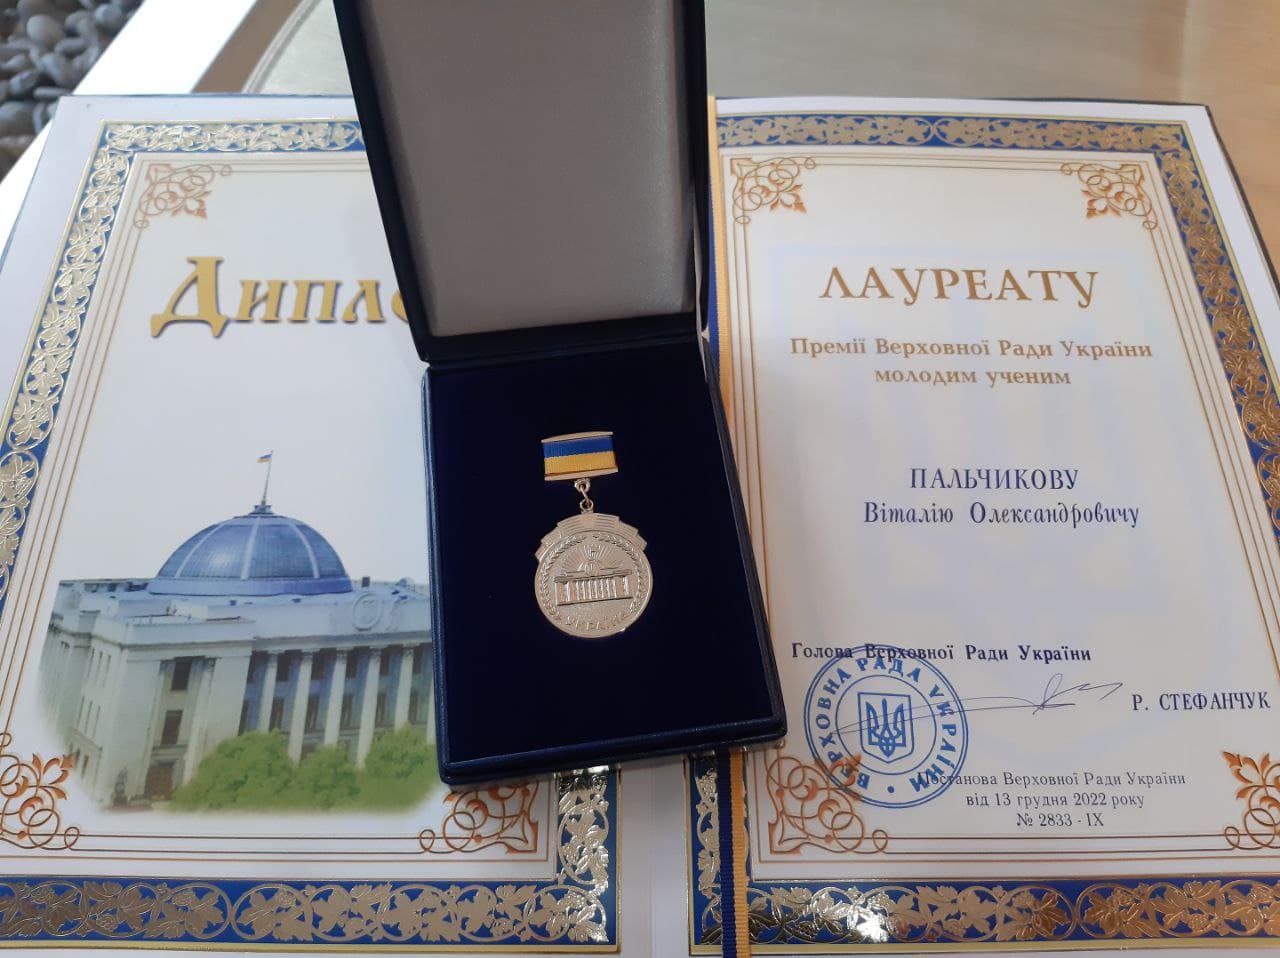 ЛАУРЕАТУ
Премії Верховної Ради України
молодим ученим
ПАЛЬЧИКОВУ
Віталію Олександровичу
Голова Верховної Ради України
Р. СТЕФАНЧУК
ВЕРХОВНА РАДА УКРАЇНИ
Постанова Верховної Ради України
від 13 грудня 2022 року
№ 2833 - IX
УКРАЇНА